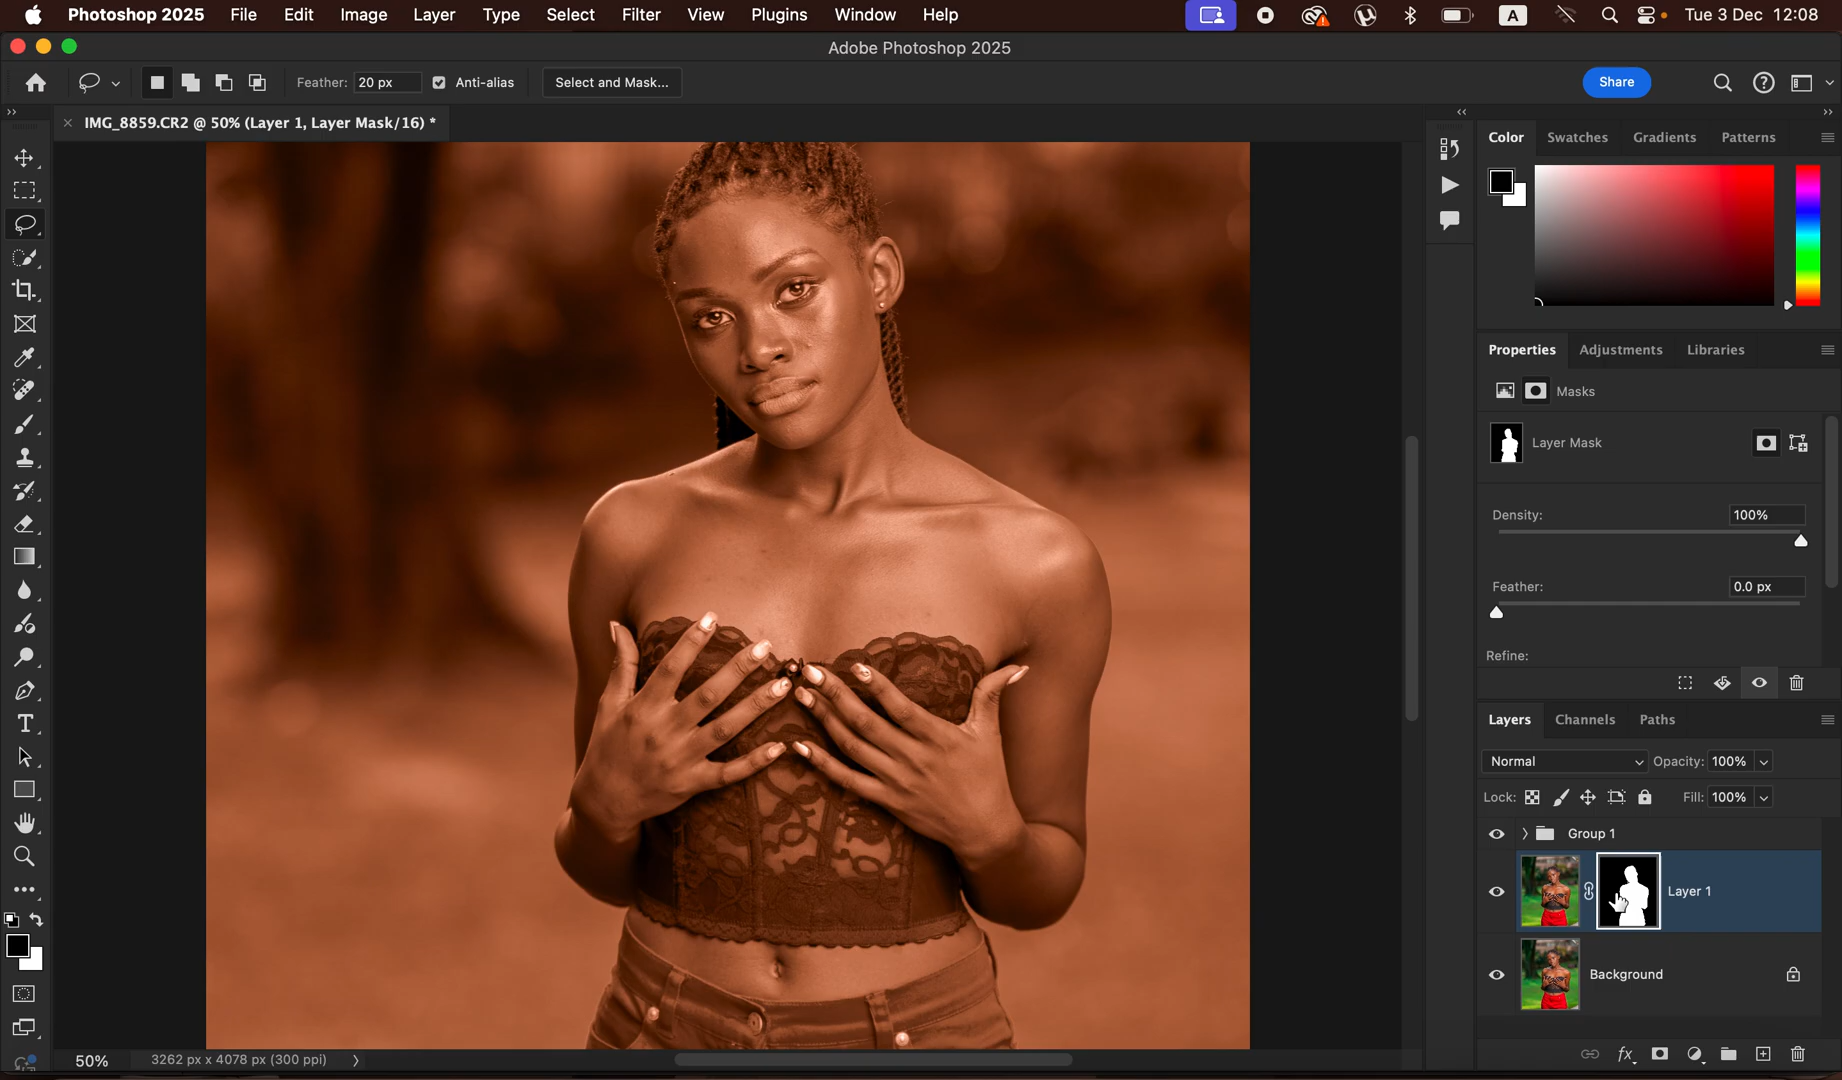 Photoshop 2025 File Edit Image Layer Type Select Filter View Plugins Window Help A Tue 3 Dec 12:08
Adobe Photoshop 2025
Feather: 20 px Anti-alias Select and Mask... Share
IMG_8859.CR2 @ 50% (Layer 1, Layer Mask/16) *
Color Swatches Gradients Patterns
Properties Adjustments Libraries
Masks
Layer Mask
Density: 100%
Feather: 0.0 px
Refine:
Layers Channels Paths
Normal Opacity: 100%
Lock: Fill: 100%
Group 1
Layer 1
Background
50% 3262 px x 4078 px (300 ppi)
fx